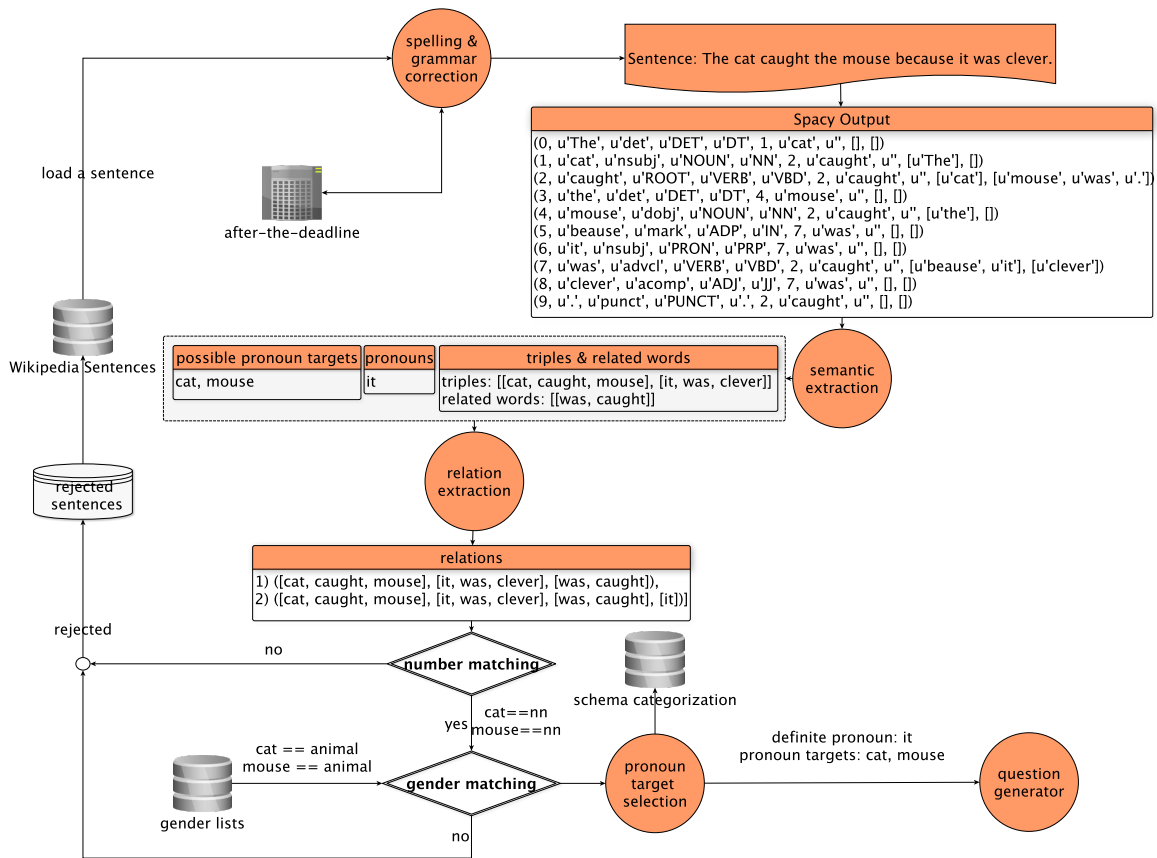 spelling &
grammar
correction
Sentence: The cat caught the mouse because it was clever.
Spacy Output
(0, u'The', u'det', u'DET', u'DT', 1, u'cat', u'', [], [])
(1, u'cat', u'nsubj', u'NOUN', u'NN', 2, u'caught', u'', [u'The'], [])
(2, u'caught', u'ROOT', u'VERB', u'VBD', 2, u'caught', u'', [u'cat'], [u'mouse', u'was', u'.'])
(3, u'the', u'det', u'DET', u'DT', 4, u'mouse', u'', [], [])
(4, u'mouse', u'dobj', u'NOUN', u'NN', 2, u'caught', u'', [u'the'], [])
(5, u'beause', u'mark', u'ADP', u'IN', 7, u'was', u'', [], [])
(6, u'it', u'nsubj', u'PRON', u'PRP', 7, u'was', u'', [], [])
(7, u'was', u'advcl', u'VERB', u'VBD', 2, u'caught', u'', [u'beause', u'it'], [u'clever'])
(8, u'clever', u'acomp', u'ADJ', u'JJ', 7, u'was', u'', [], [])
(9, u'.', u'punct', u'PUNCT', u'.', 2, u'caught', u'', [], [])
load a sentence
after-the-deadline
Wikipedia Sentences
possible pronoun targets
cat, mouse
pronouns
it
triples & related words
triples: [[cat, caught, mouse], [it, was, clever]]
related words: [[was, caught]]
semantic
extraction
relation
extraction
rejected
sentences
relations
1) ([cat, caught, mouse], [it, was, clever], [was, caught]),
2) ([cat, caught, mouse], [it, was, clever], [was, caught], [it])]
rejected
no
number matching
schema categorization
yes
cat==nn
mouse==nn
cat == animal
mouse == animal
gender lists
gender matching
no
pronoun
target
selection
definite pronoun: it
pronoun targets: cat, mouse
question
generator